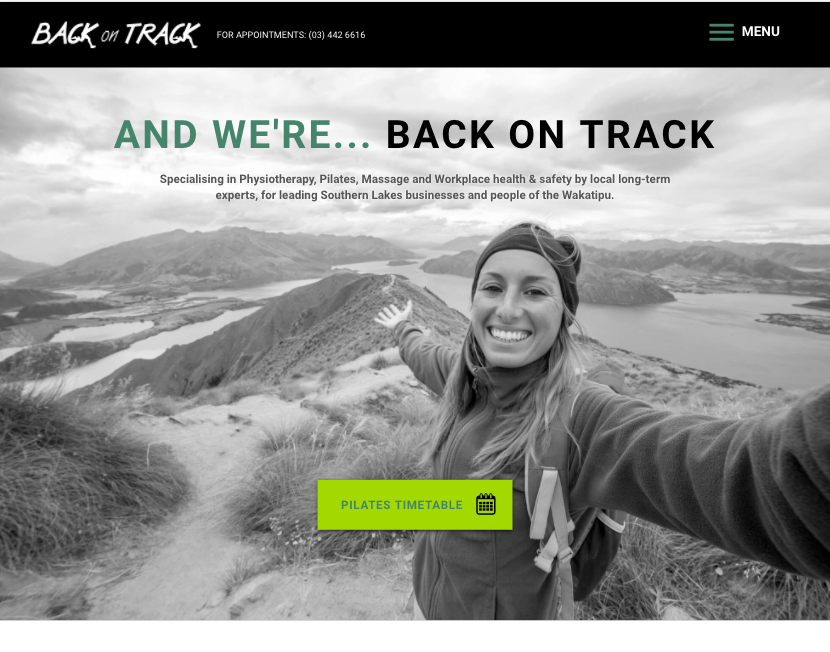 BACK on TRACK
FOR APPOINTMENTS: (03) 442 6616
MENU
AND WE'RE... BACK ON TRACK
Specialising in Physiotherapy, Pilates, Massage and Workplace health & safety by local long-term
experts, for leading Southern Lakes businesses and people of the Wakatipu.
PILATES TIMETABLE